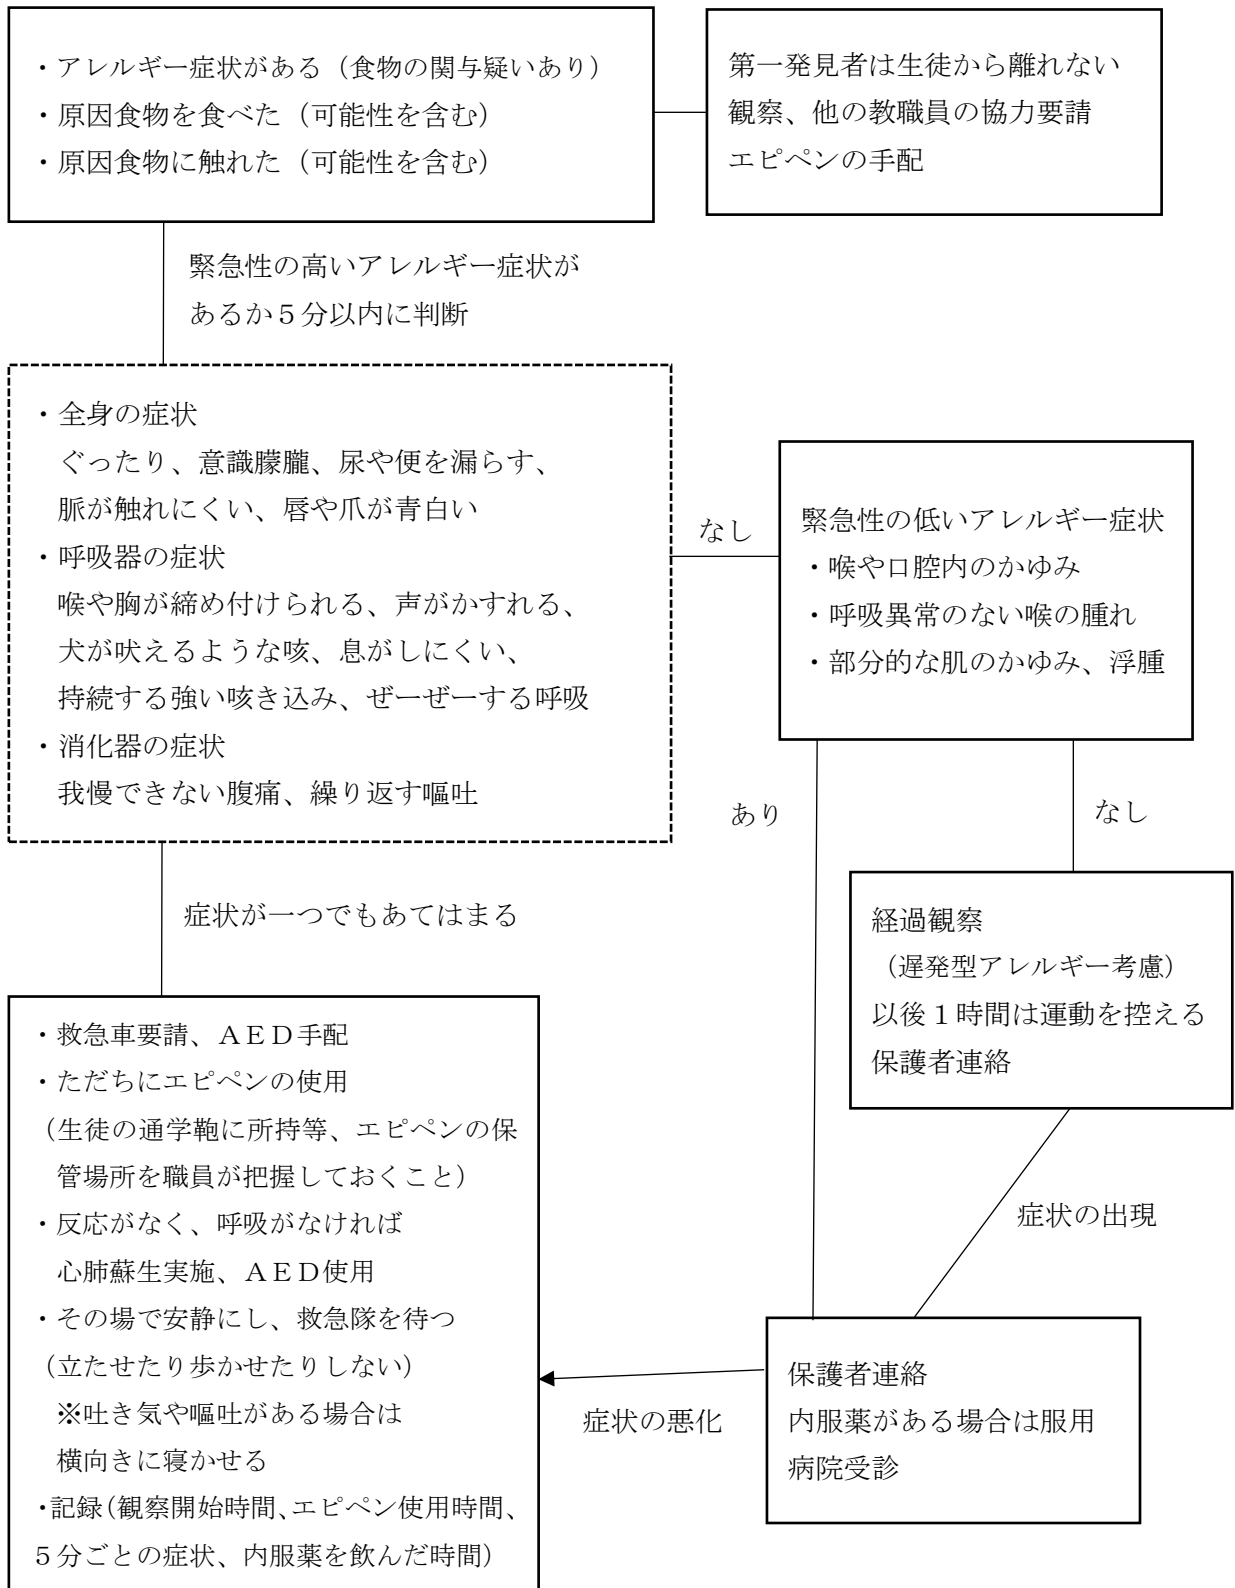 ・アレルギー症状がある（食物の関与疑いあり）
・原因食物を食べた（可能性を含む）
・原因食物に触れた（可能性を含む）
第一発見者は生徒から離れない
観察、他の教職員の協力要請
エピペンの手配
緊急性の高いアレルギー症状が
あるか５分以内に判断
・全身の症状
ぐったり、意識朦朧、尿や便を漏らす、
脈が触れにくい、唇や爪が青白い
・呼吸器の症状
喉や胸が締め付けられる、声がかすれる、
犬が吠えるような咳、息がしにくい、
持続する強い咳き込み、ぜーぜーする呼吸
・消化器の症状
我慢できない腹痛、繰り返す嘔吐
なし
緊急性の低いアレルギー症状
・喉や口腔内のかゆみ
・呼吸異常のない喉の腫れ
・部分的な肌のかゆみ、浮腫
あり
なし
症状が一つでもあてはまる
経過観察
（遅発型アレルギー考慮）
以後１時間は運動を控える
保護者連絡
・救急車要請、ＡＥＤ手配
・ただちにエピペンの使用
（生徒の通学鞄に所持等、エピペンの保
管場所を職員が把握しておくこと）
・反応がなく、呼吸がなければ
心肺蘇生実施、ＡＥＤ使用
・その場で安静にし、救急隊を待つ
（立たせたり歩かせたりしない）
※吐き気や嘔吐がある場合は
横向きに寝かせる
・記録（観察開始時間、エピペン使用時間、
５分ごとの症状、内服薬を飲んだ時間）
症状の出現
症状の悪化
保護者連絡
内服薬がある場合は服用
病院受診